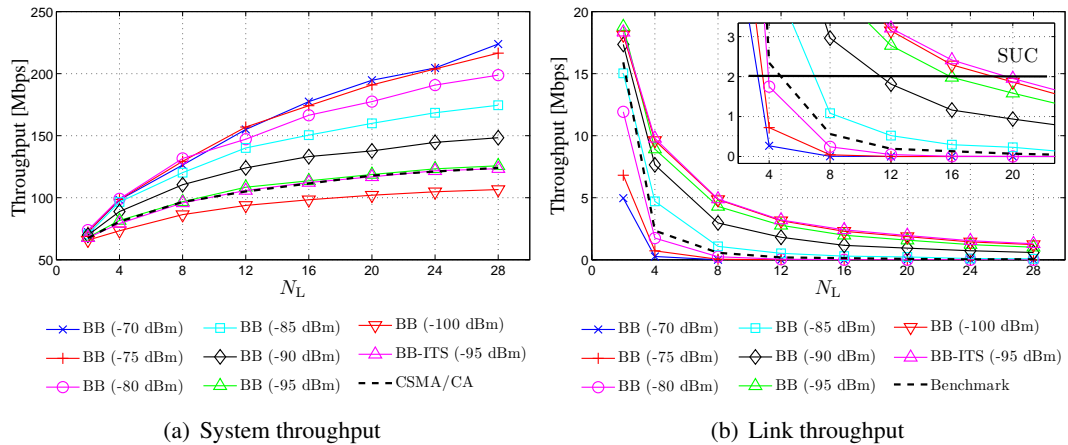 250
200
150
100
50
Throughput [Mbps]
0 4 8 12 16 20 24 28
N_L
BB (-70 dBm) BB (-85 dBm) BB (-100 dBm)
BB (-75 dBm) BB (-90 dBm) BB-ITS (-95 dBm)
BB (-80 dBm) BB (-95 dBm) CSMA/CA
(a) System throughput
20
15
10
5
0
Throughput [Mbps]
3
2
1
0
SUC
4 8 12 16 20
0 4 8 12 16 20 24 28
N_L
BB (-70 dBm) BB (-85 dBm) BB (-100 dBm)
BB (-75 dBm) BB (-90 dBm) BB-ITS (-95 dBm)
BB (-80 dBm) BB (-95 dBm) Benchmark
(b) Link throughput